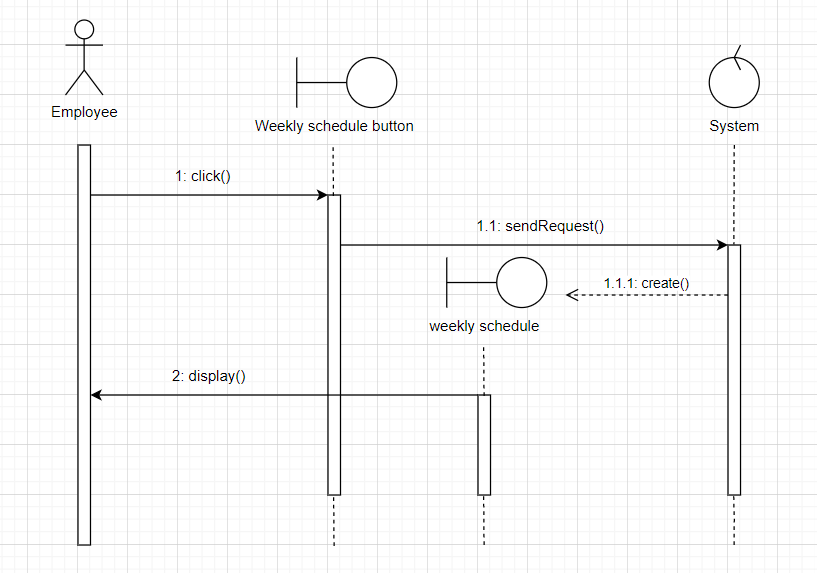 Employee
Weekly schedule button
System
1: click()
1.1: sendRequest()
1.1.1: create()
weekly schedule
2: display()